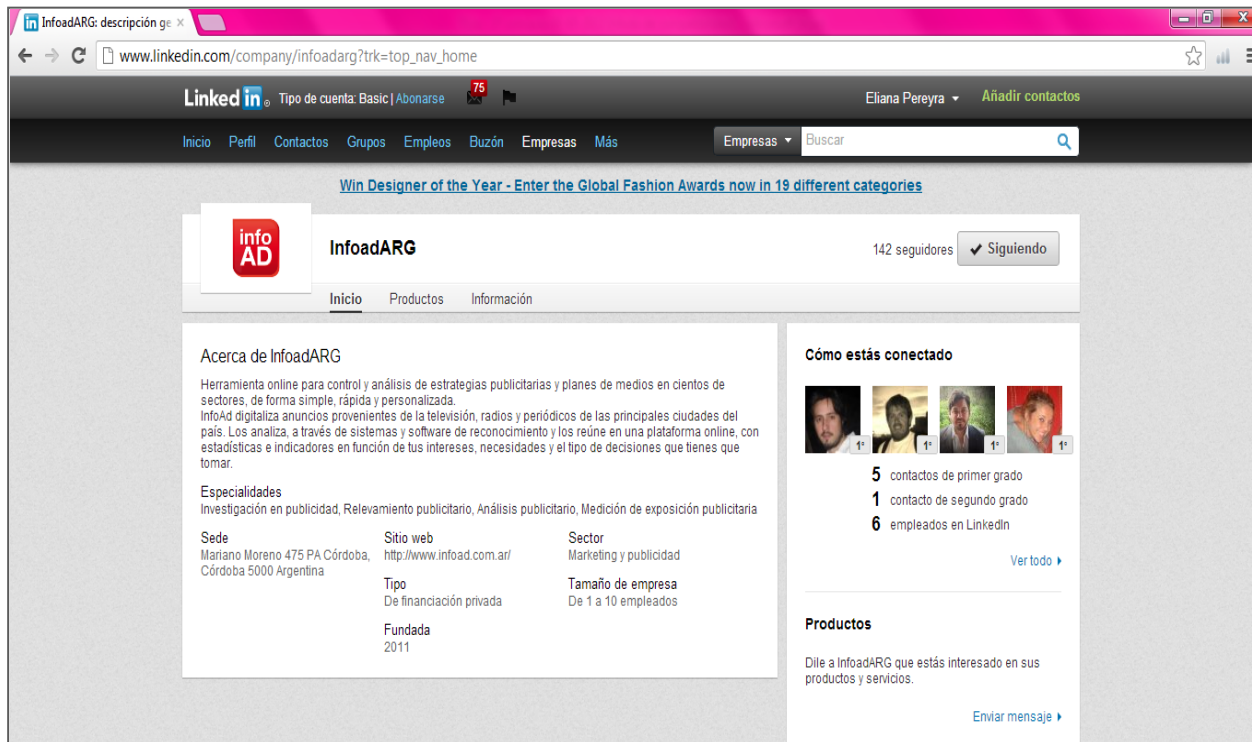 InfoadARG: descripción ge
www.linkedin.com/company/infoadarg?trk=top_nav_home
Linked in ® Tipo de cuenta: Basic | Abonarse 75 Eliana Pereyra Añadir contactos
Inicio Perfil Contactos Grupos Empleos Buzón Empresas Más Empresas Buscar
Win Designer of the Year - Enter the Global Fashion Awards now in 19 different categories
info
AD
InfoadARG
142 seguidores Siguiendo
Inicio Productos Información
Acerca de InfoadARG
Herramienta online para control y análisis de estrategias publicitarias y planes de medios en cientos de
sectores, de forma simple, rápida y personalizada.
InfoAd digitaliza anuncios provenientes de la televisión, radios y periódicos de las principales ciudades del
país. Los analiza, a través de sistemas y software de reconocimiento y los reúne en una plataforma online, con
estadísticas e indicadores en función de tus intereses, necesidades y el tipo de decisiones que tienes que
tomar.
Especialidades
Investigación en publicidad, Relevamiento publicitario, Análisis publicitario, Medición de exposición publicitaria
Sede
Mariano Moreno 475 PA Córdoba,
Córdoba 5000 Argentina
Sitio web
http://www.infoad.com.ar/
Sector
Marketing y publicidad
Tipo
De financiación privada
Tamaño de empresa
De 1 a 10 empleados
Fundada
2011
Cómo estás conectado
1º 1º 1º 1º
5 contactos de primer grado
1 contacto de segundo grado
6 empleados en LinkedIn
Ver todo
Productos
Dile a InfoadARG que estás interesado en sus
productos y servicios.
Enviar mensaje